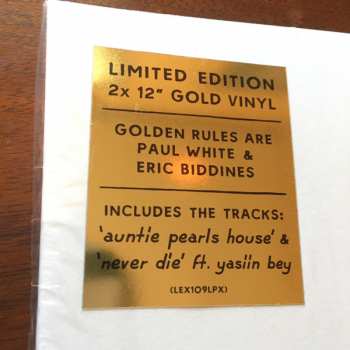 LIMITED EDITION
2x 12" GOLD VINYL
GOLDEN RULES ARE
PAUL WHITE &
ERIC BIDDINES
INCLUDES THE TRACKS:
'auntie pearls house' &
'never die' ft. yasiin bey
(LEX109LPX)